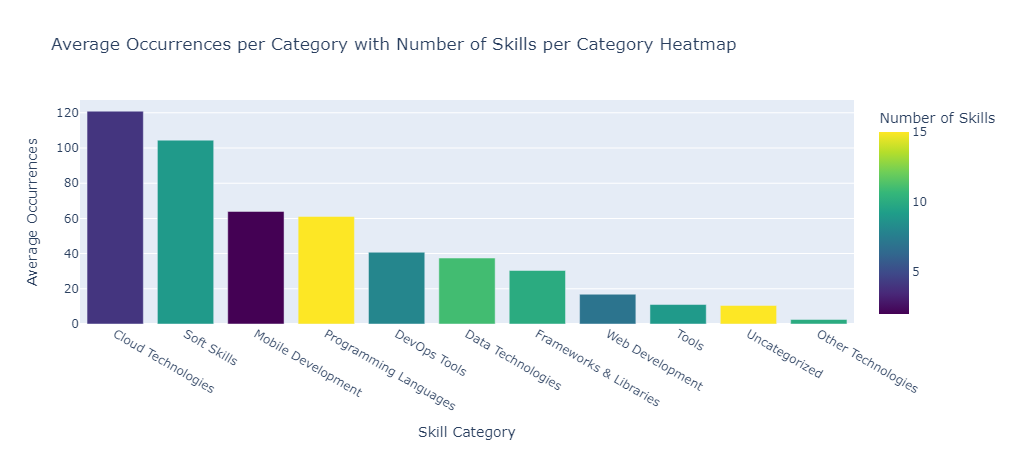 Average Occurrences per Category with Number of Skills per Category Heatmap
Number of Skills
15
10
5
Average Occurrences
120
100
80
60
40
20
0
Cloud Technologies
Soft Skills
Mobile Development
Programming Languages
DevOps Tools
Data Technologies
Frameworks & Libraries
Web Development
Tools
Uncategorized
Other Technologies
Skill Category